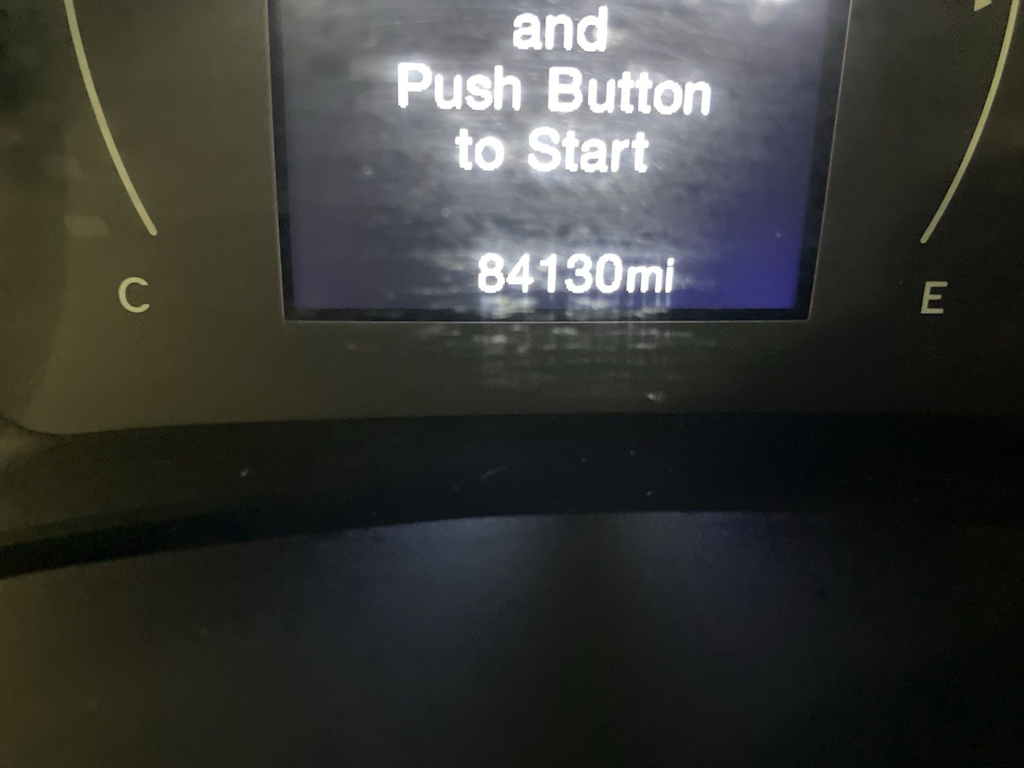 and
Push Button
to Start
84130mi
C
E